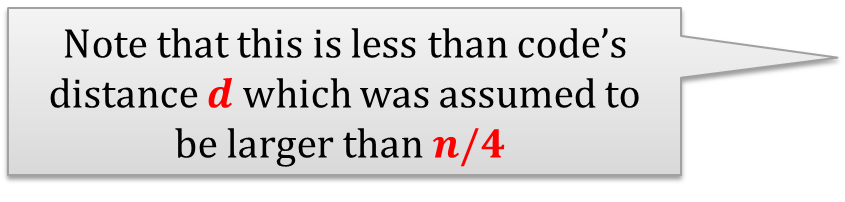 Note that this is less than code’s
distance d which was assumed to
be larger than n/4